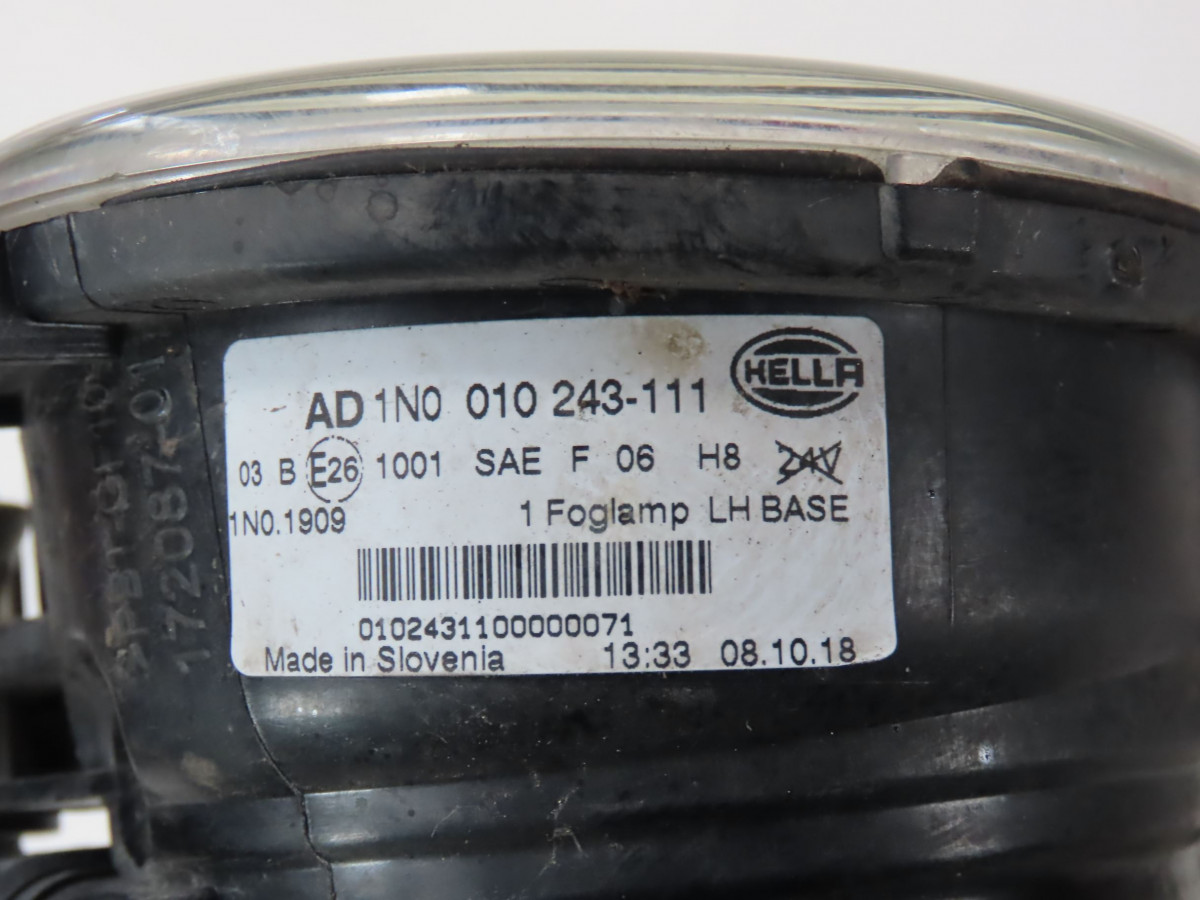 HELLA
AD 1N0 010 243-111
03 B E26 1001 SAE F 06 H8 24V
1N0.1909 1 Foglamp LH BASE
0102431100000071
Made in Slovenia 13:33 08.10.18
172087-01